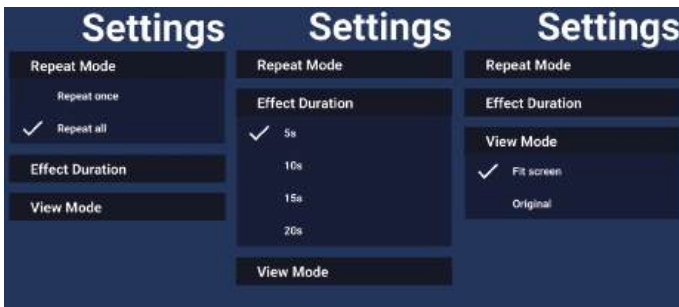 Settings
Repeat Mode
Repeat once
Repeat all
Effect Duration
View Mode
Settings
Repeat Mode
Effect Duration
5s
10s
15s
20s
View Mode
Settings
Repeat Mode
Effect Duration
View Mode
Fit screen
Original